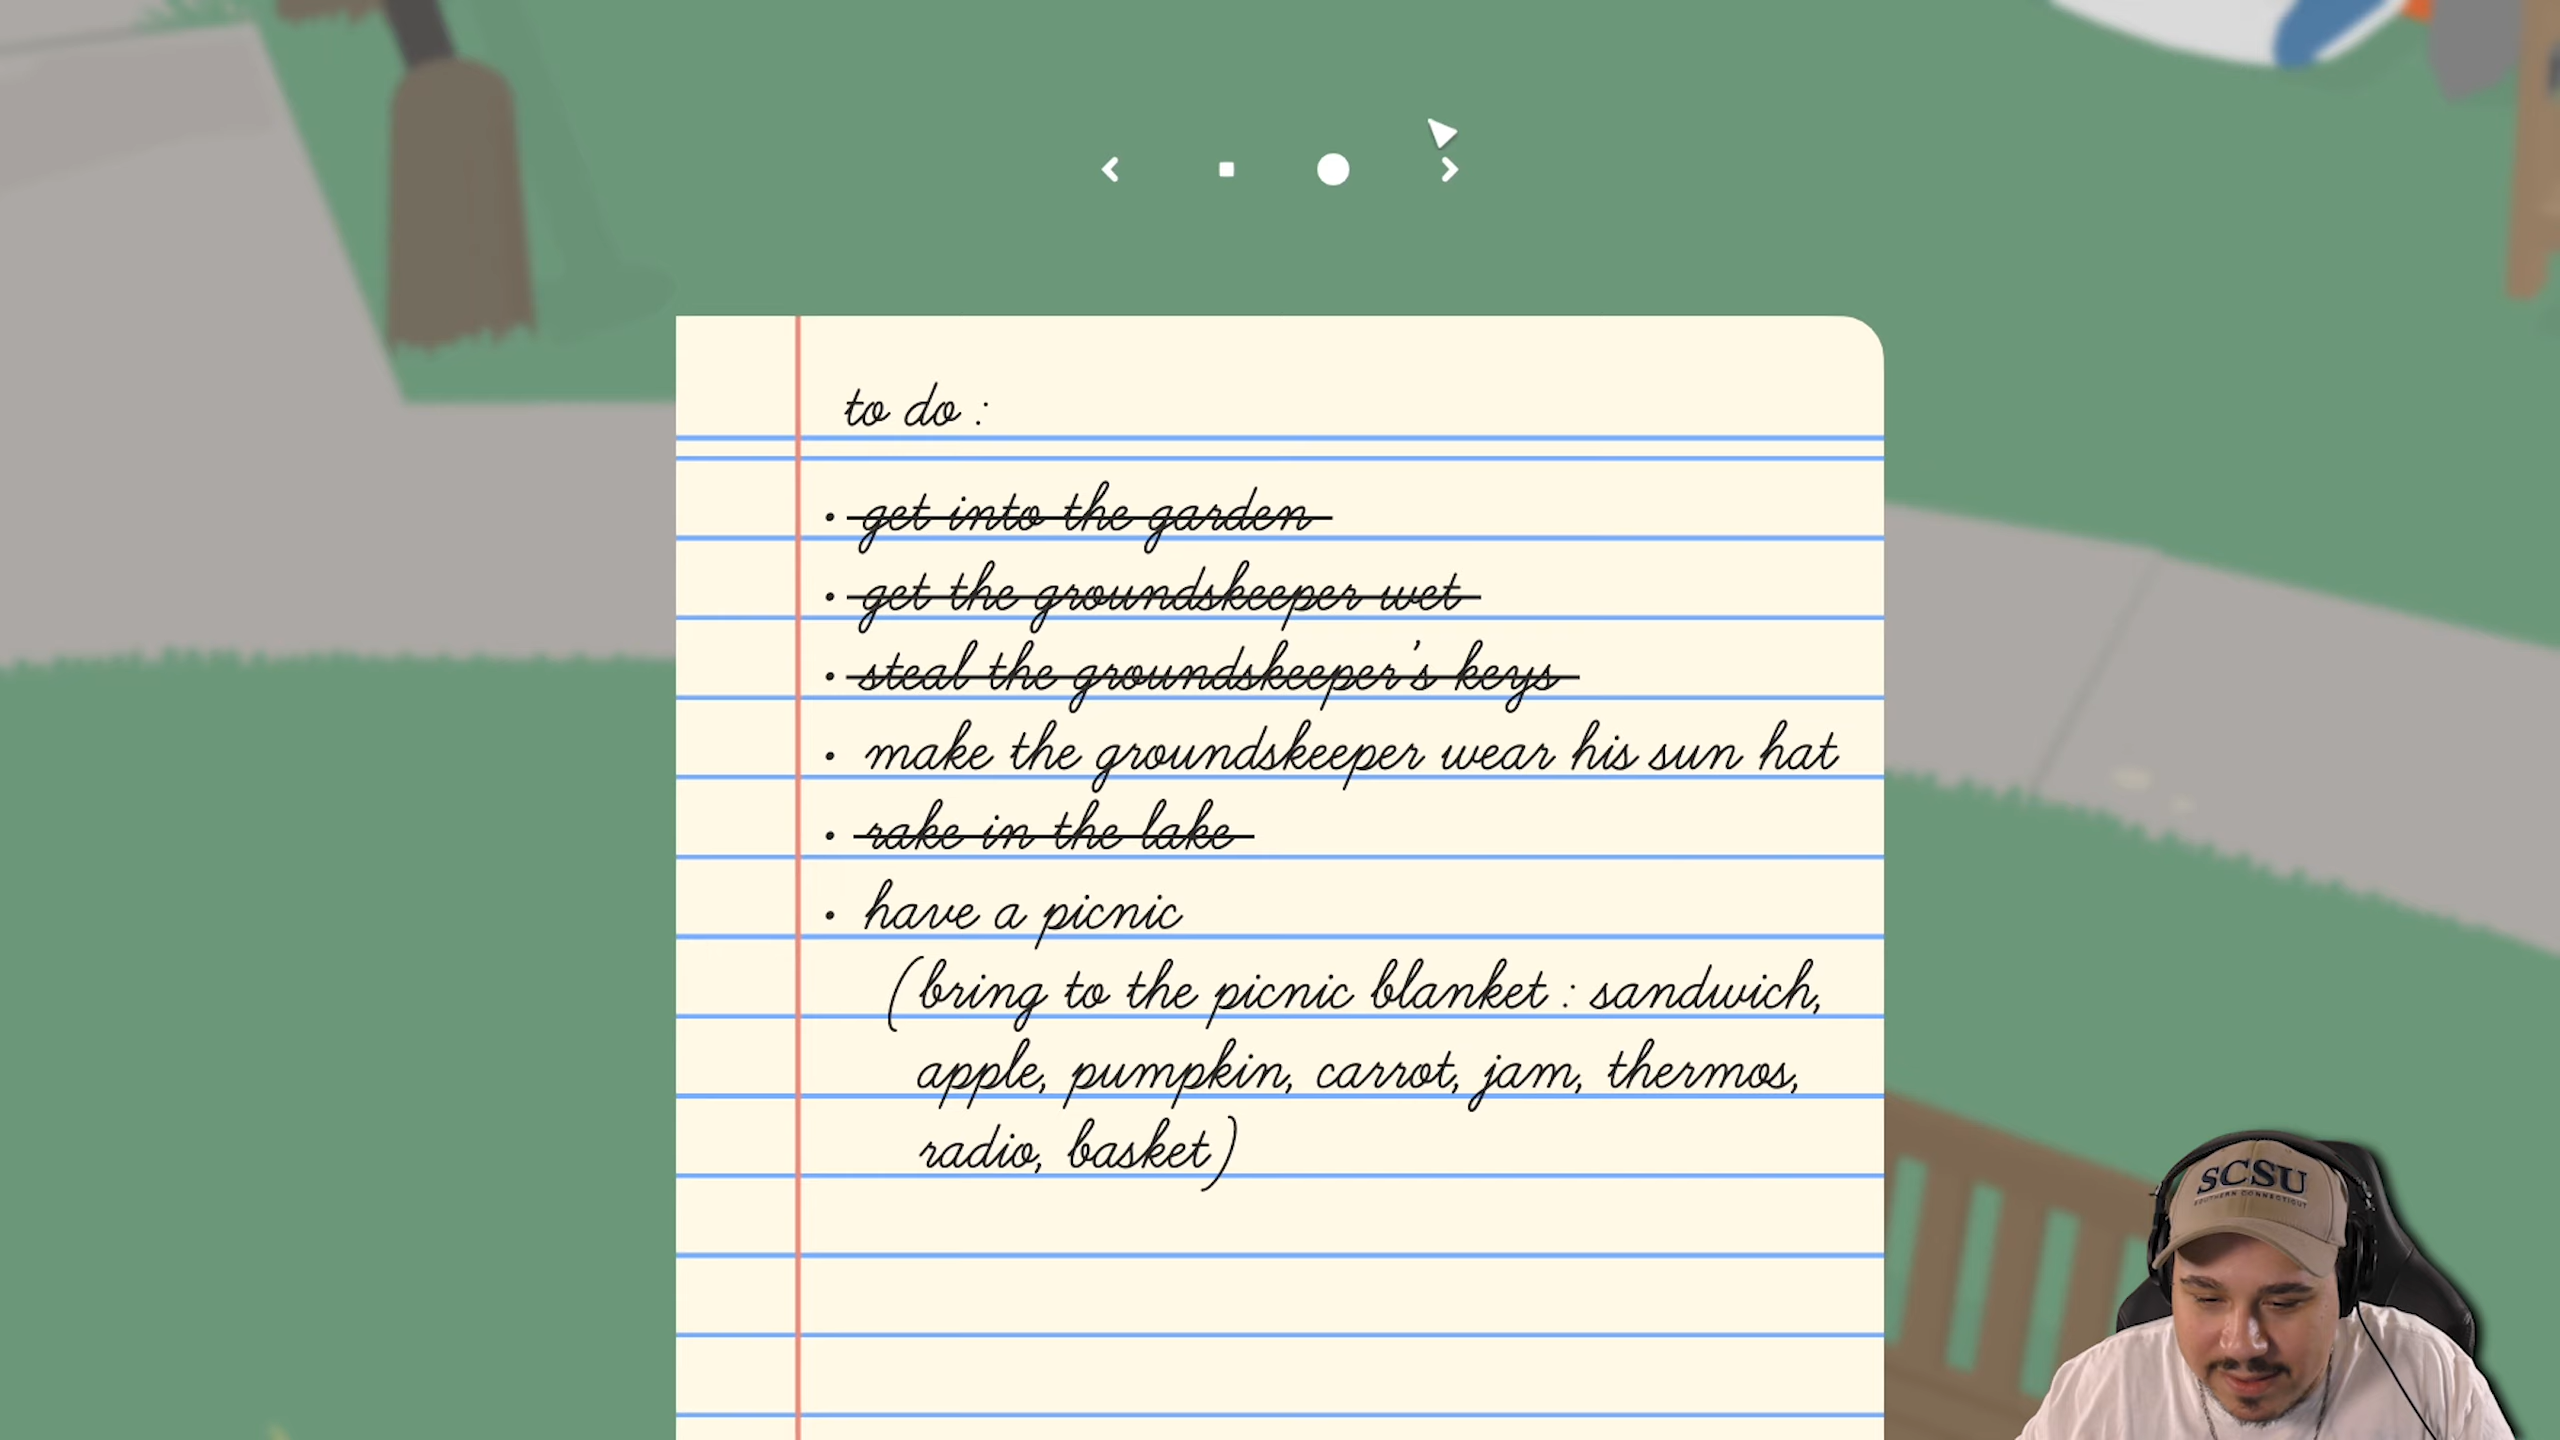 to do :
• get into the garden
• get the groundskeeper wet
• steal the groundskeeper's keys
• make the groundskeeper wear his sun hat
• rake in the lake
• have a picnic
(bring to the picnic blanket : sandwich,
apple, pumpkin, carrot, jam, thermos,
radio, basket)
SCSU
SOUTHERN CONNECTICUT